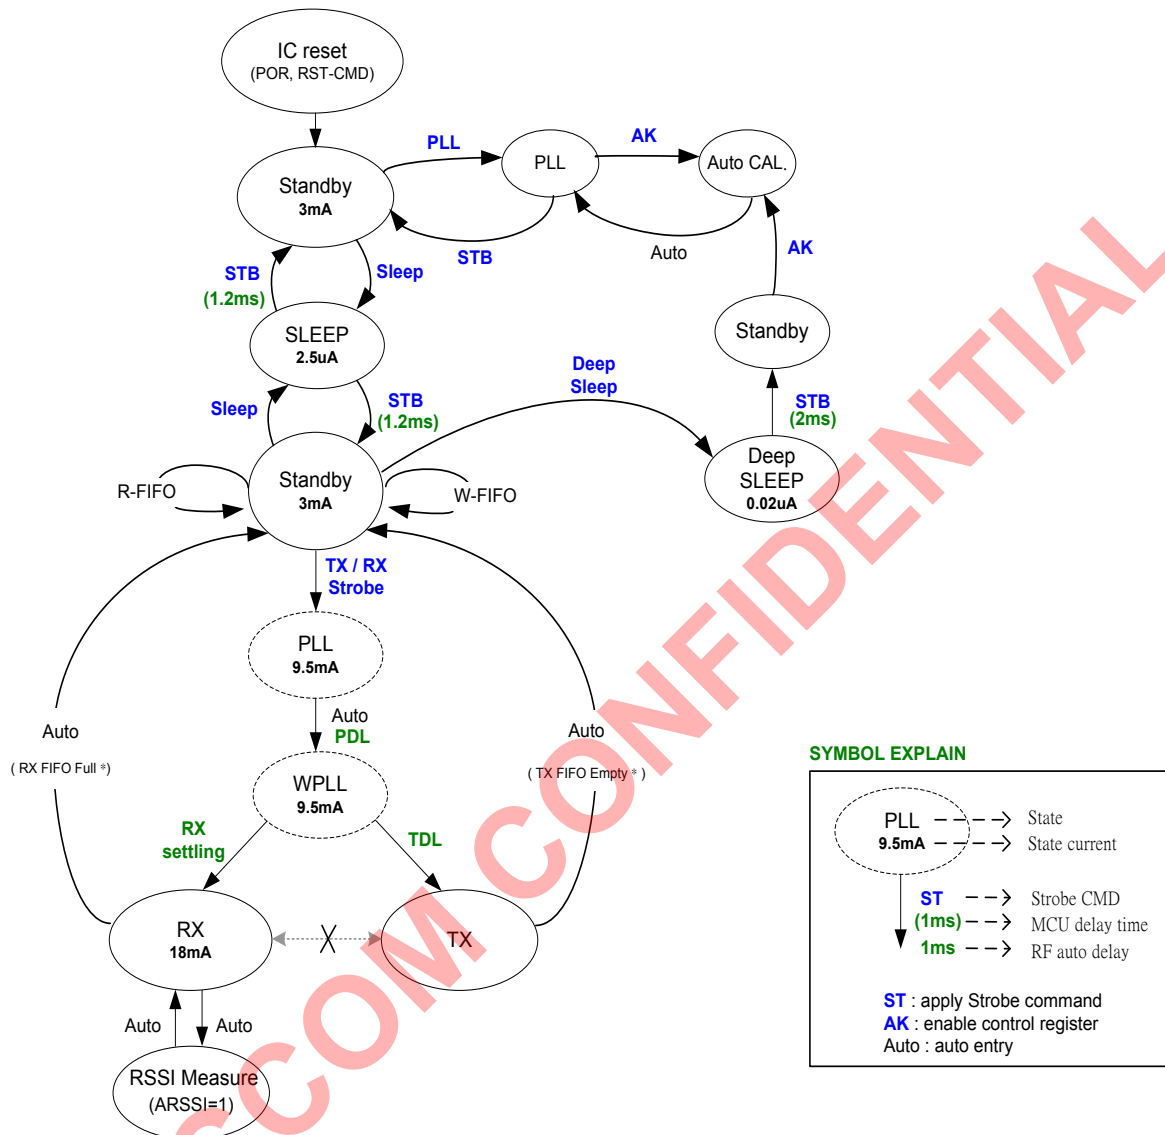 IC reset
(POR, RST-CMD)
PLL
AK
Standby
3mA
PLL
Auto CAL.
STB
Auto
AK
STB
(1.2ms)
Sleep
SLEEP
2.5uA
Standby
Sleep
STB
(1.2ms)
Deep
Sleep
STB
(2ms)
Deep
SLEEP
0.02uA
R-FIFO
Standby
3mA
W-FIFO
TX / RX
Strobe
PLL
9.5mA
Auto
PDL
Auto
( RX FIFO Full *)
Auto
( TX FIFO Empty * )
WPLL
9.5mA
RX
settling
TDL
RX
18mA
TX
Auto
Auto
RSSI Measure
(ARSSI=1)
SYMBOL EXPLAIN
PLL
9.5mA
State
State current
ST
Strobe CMD
(1ms)
MCU delay time
1ms
RF auto delay
ST : apply Strobe command
AK : enable control register
Auto : auto entry
CCOM CONFIDENTIAL